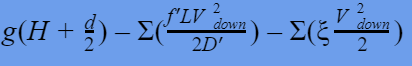 g(H + d/2) − Σ(f′LV²down/2D′) − Σ(ξ V²down/2)